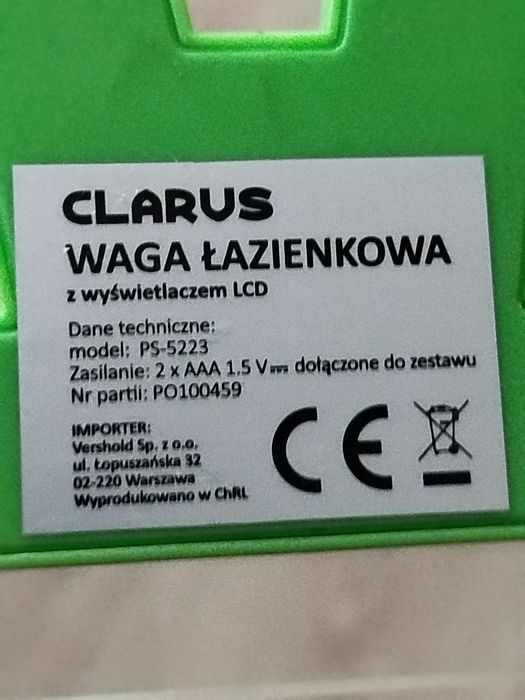 CLARUS
WAGA ŁAZIENKOWA
z wyświetlaczem LCD
Dane techniczne:
model: PS-5223
Zasilanie: 2 x AAA 1.5 V⎓ dołączone do zestawu
Nr partii: PO100459
IMPORTER:
Vershold Sp. z o.o.
ul. Łopuszańska 32
02-220 Warszawa
Wyprodukowano w ChRL
CE